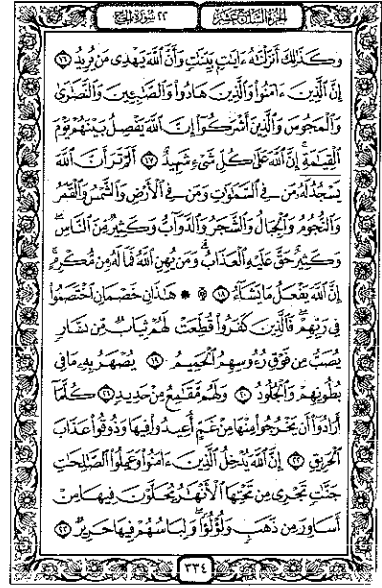 الجزء السابع عشر
٢٢ سورة الحج
وَكَذَٰلِكَ أَنزَلْنَٰهُ ءَايَٰتٍۭ بَيِّنَٰتٍ وَأَنَّ ٱللَّهَ يَهْدِى مَن يُرِيدُ ١٦
إِنَّ ٱلَّذِينَ ءَامَنُوا۟ وَٱلَّذِينَ هَادُوا۟ وَٱلصَّٰبِـِٔينَ وَٱلنَّصَٰرَىٰ
وَٱلْمَجُوسَ وَٱلَّذِينَ أَشْرَكُوٓا۟ إِنَّ ٱللَّهَ يَفْصِلُ بَيْنَهُمْ يَوْمَ
ٱلْقِيَٰمَةِ إِنَّ ٱللَّهَ عَلَىٰ كُلِّ شَىْءٍ شَهِيدٌ ١٧ أَلَمْ تَرَ أَنَّ ٱللَّهَ
يَسْجُدُ لَهُۥ مَن فِى ٱلسَّمَٰوَٰتِ وَمَن فِى ٱلْأَرْضِ وَٱلشَّمْسُ وَٱلْقَمَرُ
وَٱلنُّجُومُ وَٱلْجِبَالُ وَٱلشَّجَرُ وَٱلدَّوَآبُّ وَكَثِيرٌ مِّنَ ٱلنَّاسِ
وَكَثِيرٌ حَقَّ عَلَيْهِ ٱلْعَذَابُ وَمَن يُهِنِ ٱللَّهُ فَمَا لَهُۥ مِن مُّكْرِمٍ
إِنَّ ٱللَّهَ يَفْعَلُ مَا يَشَآءُ ۩ ١٨ ۞ هَٰذَانِ خَصْمَانِ ٱخْتَصَمُوا۟
فِى رَبِّهِمْ فَٱلَّذِينَ كَفَرُوا۟ قُطِّعَتْ لَهُمْ ثِيَابٌ مِّن نَّارٍ
يُصَبُّ مِن فَوْقِ رُءُوسِهِمُ ٱلْحَمِيمُ ١٩ يُصْهَرُ بِهِۦ مَا فِى
بُطُونِهِمْ وَٱلْجُلُودُ ٢٠ وَلَهُم مَّقَٰمِعُ مِنْ حَدِيدٍ ٢١ كُلَّمَآ
أَرَادُوٓا۟ أَن يَخْرُجُوا۟ مِنْهَا مِنْ غَمٍّ أُعِيدُوا۟ فِيهَا وَذُوقُوا۟ عَذَابَ
ٱلْحَرِيقِ ٢٢ إِنَّ ٱللَّهَ يُدْخِلُ ٱلَّذِينَ ءَامَنُوا۟ وَعَمِلُوا۟ ٱلصَّٰلِحَٰتِ
جَنَّٰتٍ تَجْرِى مِن تَحْتِهَا ٱلْأَنْهَٰرُ يُحَلَّوْنَ فِيهَا مِنْ
أَسَاوِرَ مِن ذَهَبٍ وَلُؤْلُؤًا وَلِبَاسُهُمْ فِيهَا حَرِيرٌ ٢٣
٣٣٤